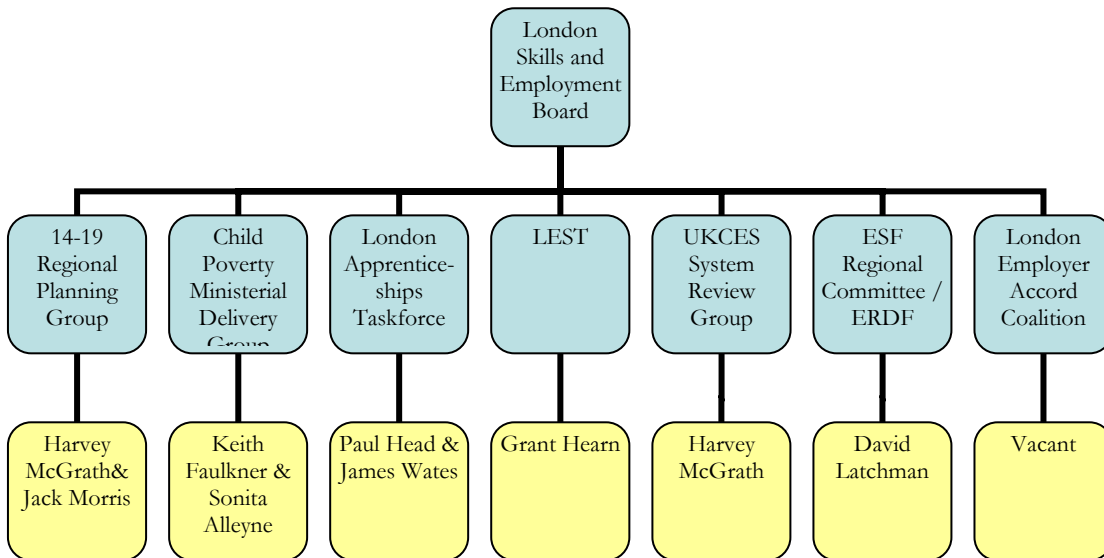 London
Skills and
Employment
Board
14-19
Regional
Planning
Group
Child
Poverty
Ministerial
Delivery
Group
London
Apprentice-
ships
Taskforce
LEST
UKCES
System
Review
Group
ESF
Regional
Committee /
ERDF
London
Employer
Accord
Coalition
Harvey
McGrath&
Jack Morris
Keith
Faulkner &
Sonita
Alleyne
Paul Head &
James Wates
Grant Hearn
Harvey
McGrath
David
Latchman
Vacant